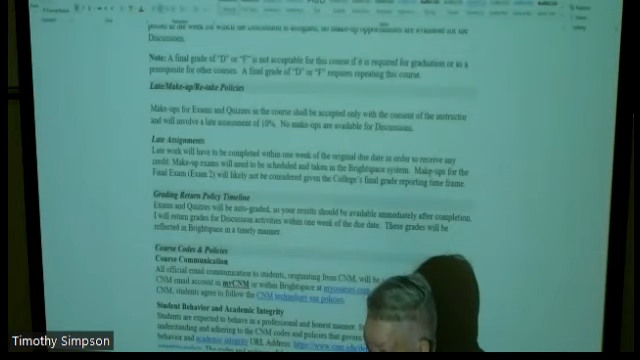 Discussions.
Note: A final grade of "D" or "F" is not acceptable for this course if it is required for graduation or is a
prerequisite for other courses. A final grade of "D" or "F" requires repeating this course.
Late/Make-up/Re-take Policies
Make-ups for Exams and Quizzes in the course shall be accepted only with the consent of the instructor
and will involve a late assessment of 10%. No make-ups are available for Discussions.
Late Assignments
Late work will have to be completed within one week of the original due date in order to receive any
credit. Make-up exams will need to be scheduled and taken in the Brightspace system. Make-ups for the
Final Exam (Exam 2) will likely not be considered given the College's final grade reporting time frame.
Grading Return Policy Timeline
Exams and Quizzes will be auto-graded, so your results should be available immediately after completion.
I will return grades for Discussion activities within one week of the due date. These grades will be
reflected in Brightspace in a timely manner.
Course Codes & Policies
Course Communication
All official email communication to students, originating from CNM, will be
CNM email account in myCNM or within Brightspace at
CNM, students agree to follow the CNM technology use policies.
Student Behavior and Academic Integrity
Students are expected to behave in a professional and honest manner.
understanding and adhering to the CNM codes and policies that
behavior and academic integrity URL Address: https://www.cnm.edu
Timothy Simpson